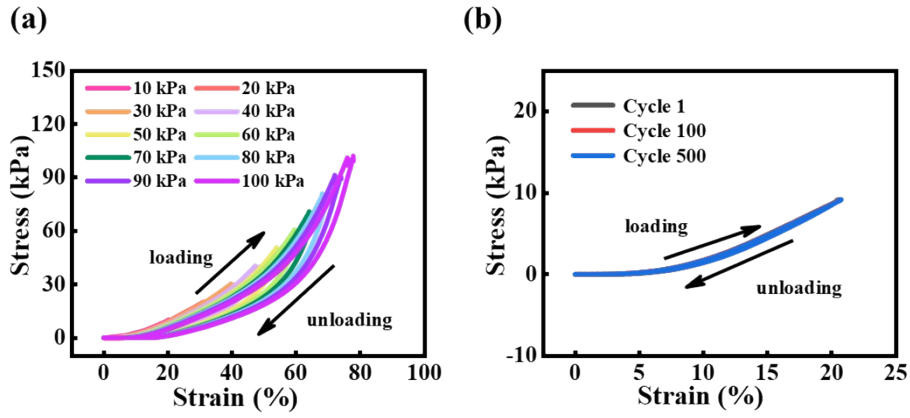 (a)
150
120
90
60
30
0
Stress (kPa)
10 kPa 20 kPa
30 kPa 40 kPa
50 kPa 60 kPa
70 kPa 80 kPa
90 kPa 100 kPa
loading
unloading
0 20 40 60 80 100
Strain (%)
(b)
20
10
0
-10
Stress (kPa)
Cycle 1
Cycle 100
Cycle 500
loading
unloading
0 5 10 15 20 25
Strain (%)